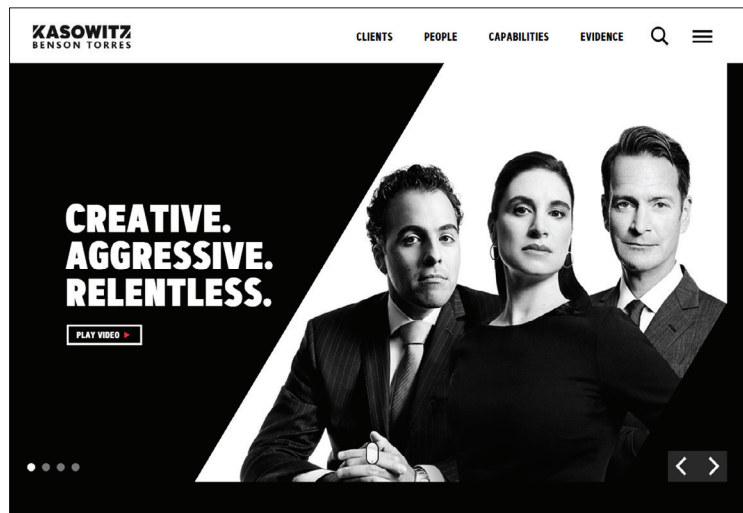 KASOWITZ
BENSON TORRES
CLIENTS PEOPLE CAPABILITIES EVIDENCE
CREATIVE.
AGGRESSIVE.
RELENTLESS.
PLAY VIDEO